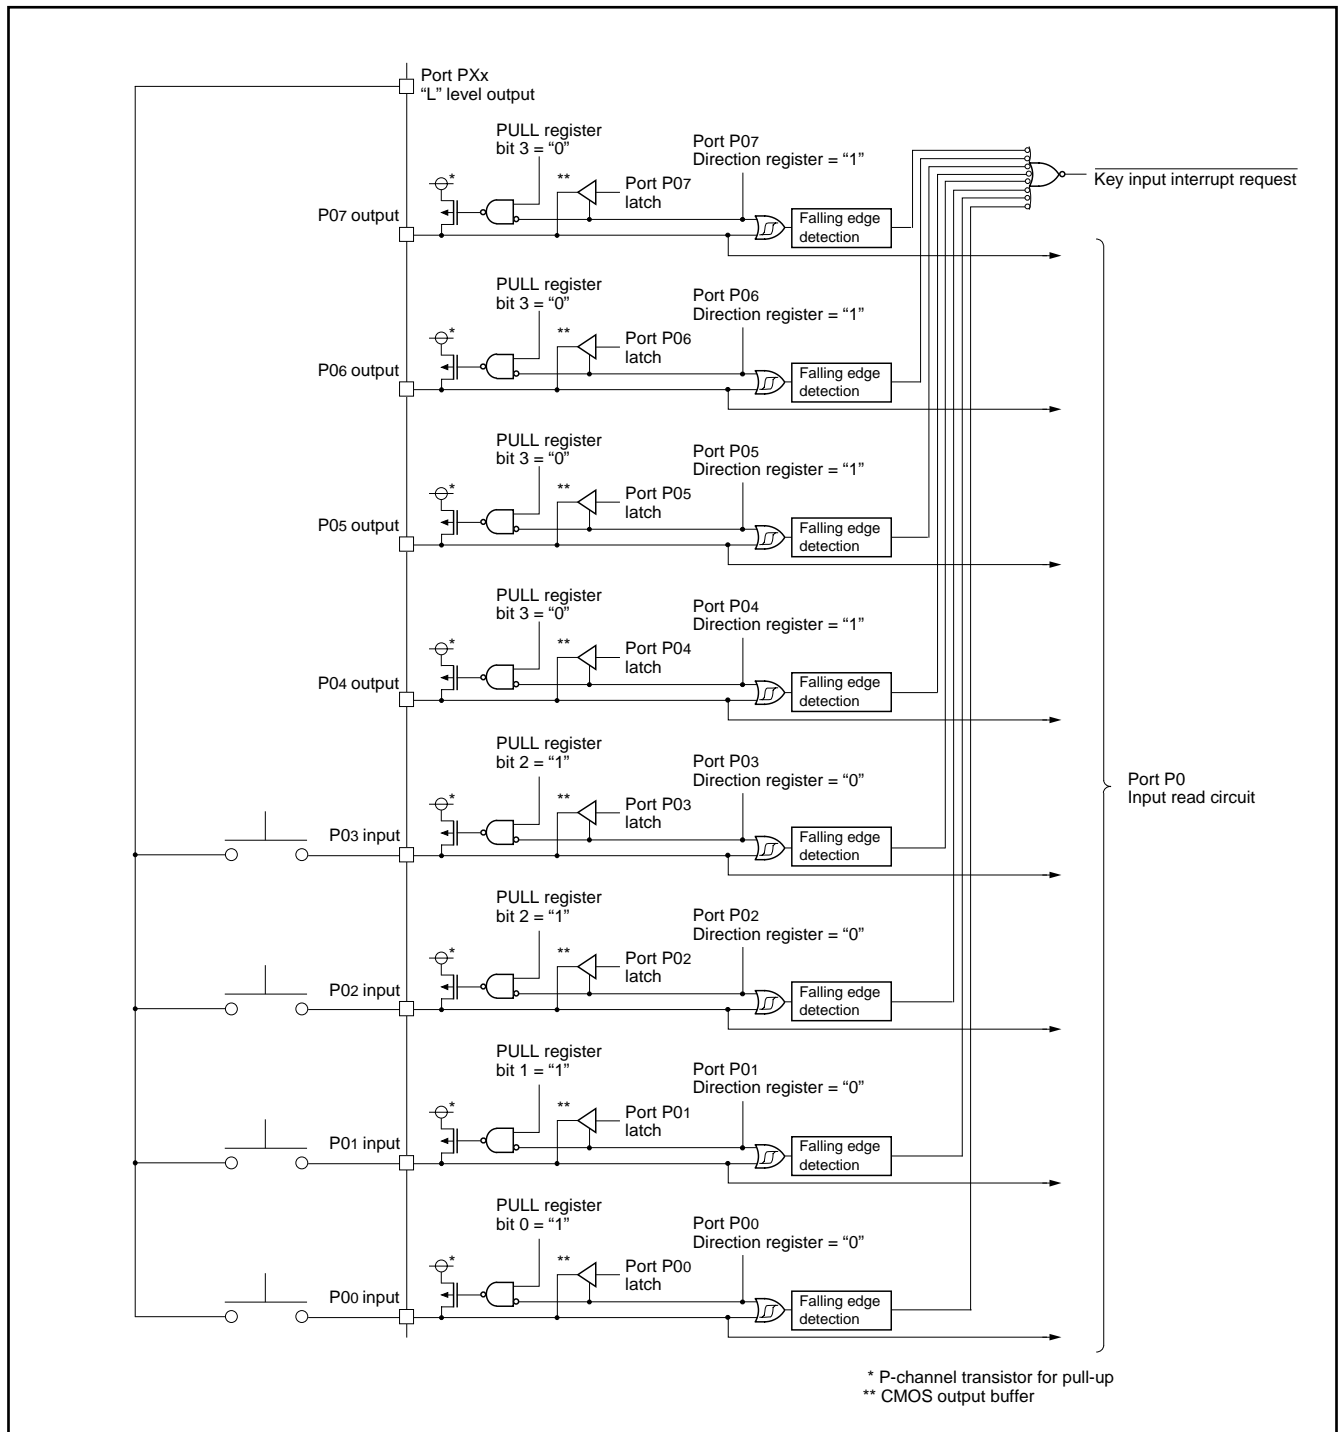 Port PXx
“L” level output
PULL register
bit 3 = “0”
Port P07
Direction register = “1”
*
**
Port P07
latch
P07 output
Falling edge
detection
Key input interrupt request
PULL register
bit 3 = “0”
Port P06
Direction register = “1”
*
**
Port P06
latch
P06 output
Falling edge
detection
PULL register
bit 3 = “0”
Port P05
Direction register = “1”
*
**
Port P05
latch
P05 output
Falling edge
detection
PULL register
bit 3 = “0”
Port P04
Direction register = “1”
*
**
Port P04
latch
P04 output
Falling edge
detection
PULL register
bit 2 = “1”
Port P03
Direction register = “0”
*
**
Port P03
latch
P03 input
Falling edge
detection
Port P0
Input read circuit
PULL register
bit 2 = “1”
Port P02
Direction register = “0”
*
**
Port P02
latch
P02 input
Falling edge
detection
PULL register
bit 1 = “1”
Port P01
Direction register = “0”
*
**
Port P01
latch
P01 input
Falling edge
detection
PULL register
bit 0 = “1”
Port P00
Direction register = “0”
*
**
Port P00
latch
P00 input
Falling edge
detection
* P-channel transistor for pull-up
** CMOS output buffer